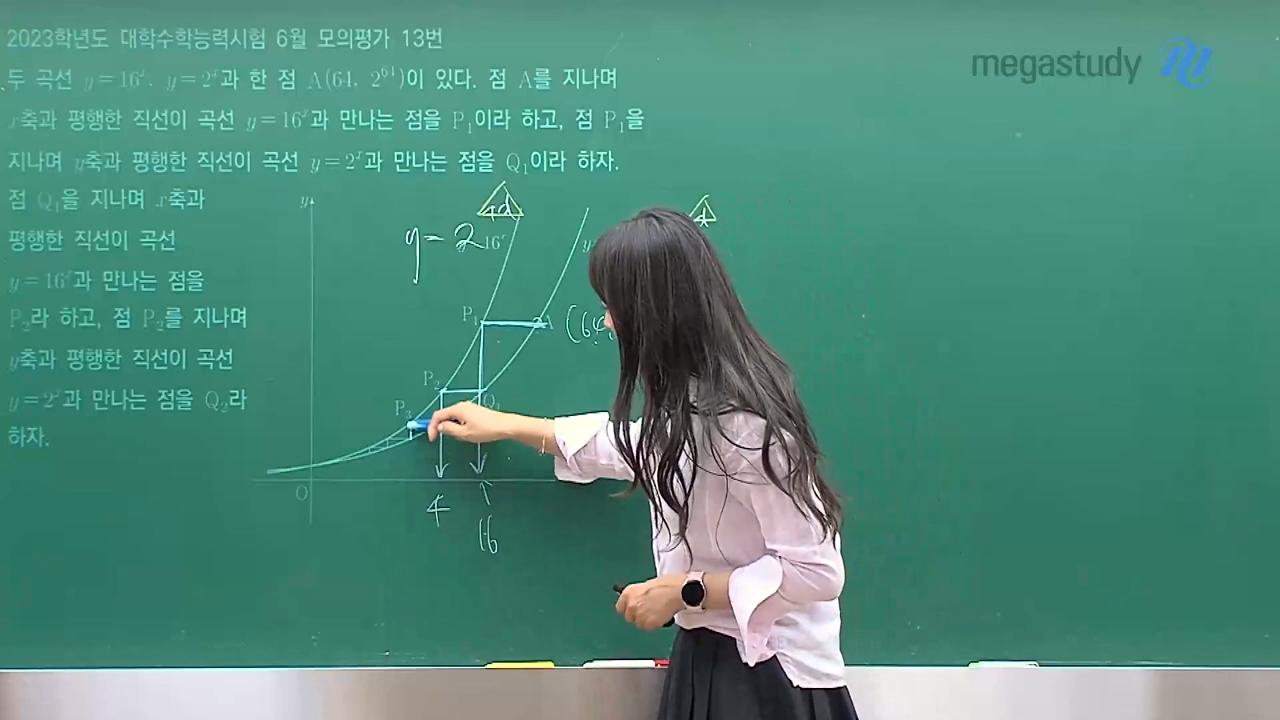 2023학년도 대학수학능력시험 6월 모의평가 13번
megastudy
두 곡선 y=16ˣ, y=2ˣ과 한 점 A(64, 2⁶⁴)이 있다. 점 A를 지나며
x축과 평행한 직선이 곡선 y=16ˣ과 만나는 점을 P₁이라 하고, 점 P₁을
지나며 y축과 평행한 직선이 곡선 y=2ˣ과 만나는 점을 Q₁이라 하자.
점 Q₁을 지나며 x축과
평행한 직선이 곡선
y=16ˣ과 만나는 점을
P₂라 하고, 점 P₂를 지나며
y축과 평행한 직선이 곡선
y=2ˣ과 만나는 점을 Q₂라
하자.
y
4x
x
y=2
16ˣ
y
P₁
A
(64,
P₂
Q₁
P₃
O
4
16